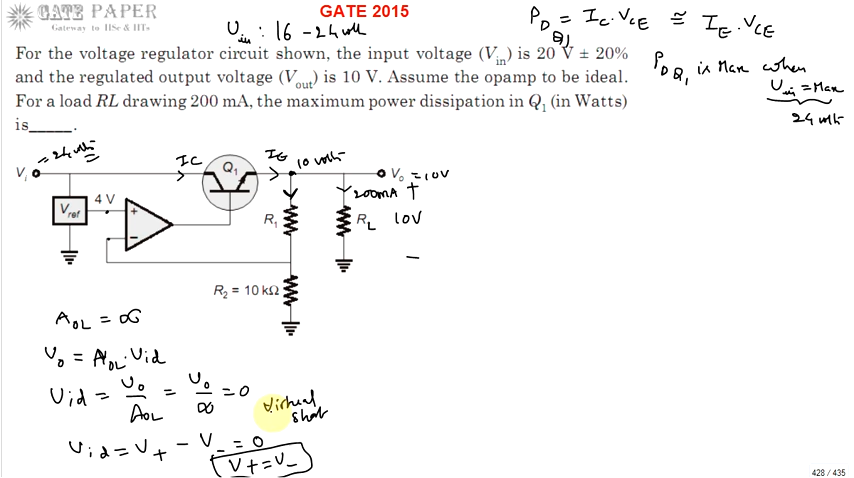 GATE PAPER
Gateway to IISc & IITs
GATE 2015
Uin : 16 - 24 volt
For the voltage regulator circuit shown, the input voltage (Vin) is 20 V ± 20%
and the regulated output voltage (Vout) is 10 V. Assume the opamp to be ideal.
For a load RL drawing 200 mA, the maximum power dissipation in Q1 (in Watts)
is_____.
PD Q1 = IC . VCE ≅ IE . VCE
PD Q1 is Max when
Uin = Max
24 volt
Vi = 24 volt
IC
Q1
IE
10 volt
Vo = 10V
Vref
4 V
+
−
R1
200mA
RL
+
10V
−
R2 = 10 kΩ
AOL = ∞
Vo = AOL . Vid
Vid = Vo / AOL = Vo / ∞ = 0
Virtual
short
Vid = V+ − V− = 0
V+ = V−
428 / 435